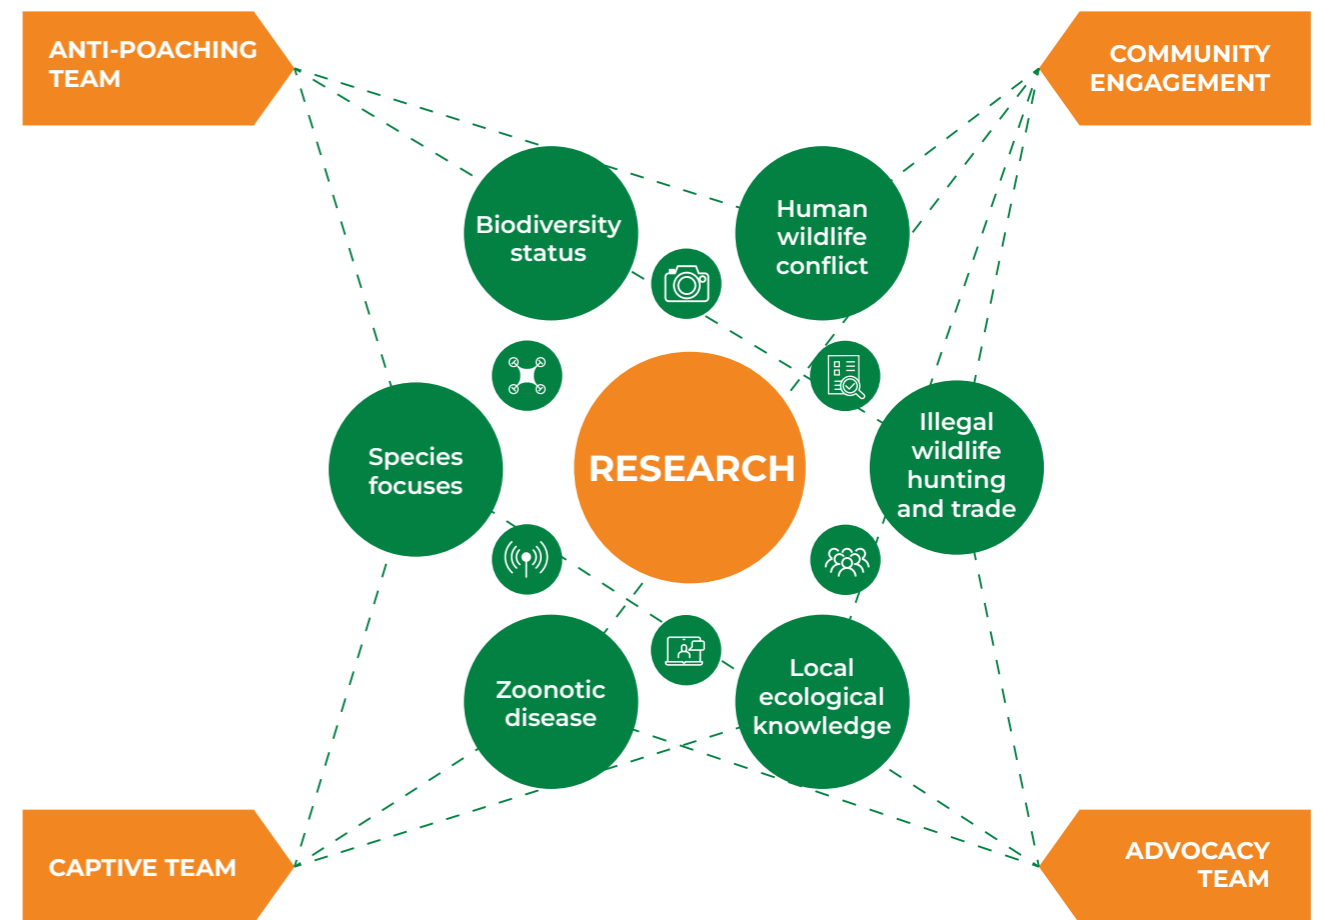 ANTI-POACHING
TEAM
COMMUNITY
ENGAGEMENT
Biodiversity
status
Human
wildlife
conflict
Species
focuses
RESEARCH
Illegal
wildlife
hunting
and trade
Zoonotic
disease
Local
ecological
knowledge
CAPTIVE TEAM
ADVOCACY
TEAM